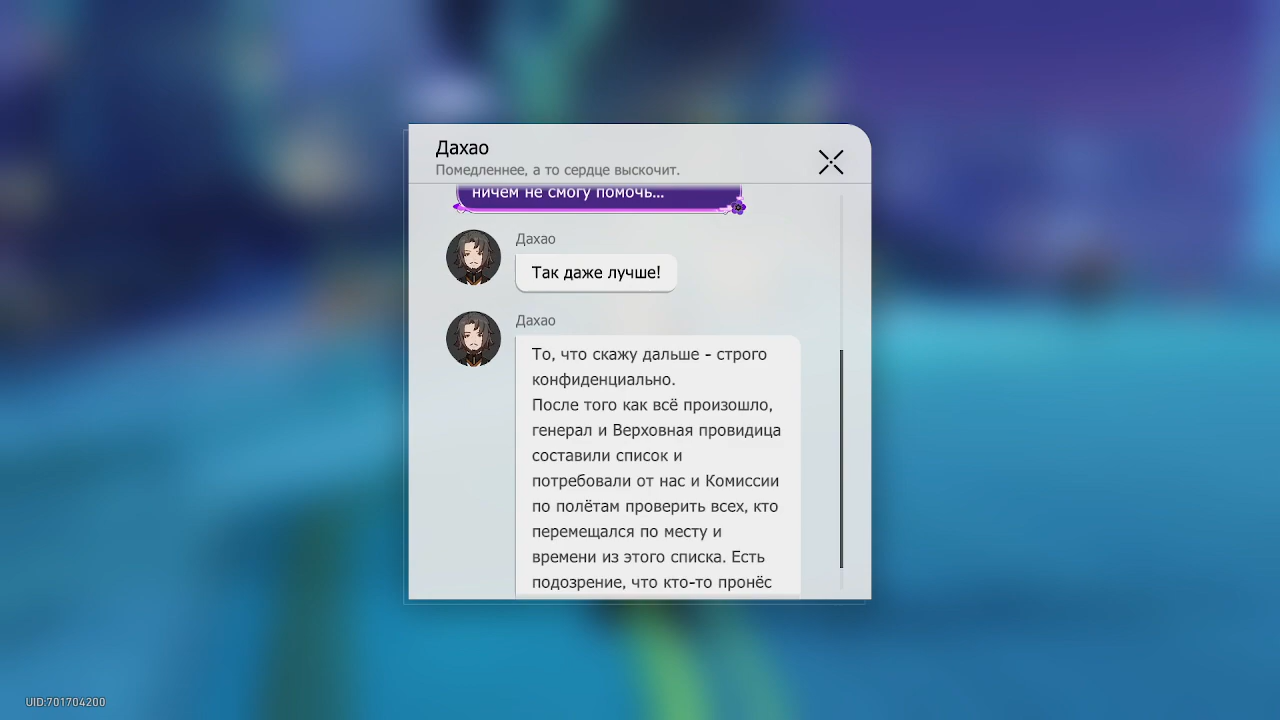 Дахао
Помедленнее, а то сердце выскочит.
ничем не смогу помочь...
Дахао
Так даже лучше!
Дахао
То, что скажу дальше - строго
конфиденциально.
После того как всё произошло,
генерал и Верховная провидица
составили список и
потребовали от нас и Комиссии
по полётам проверить всех, кто
перемещался по месту и
времени из этого списка. Есть
подозрение, что кто-то пронёс
UID:701704200